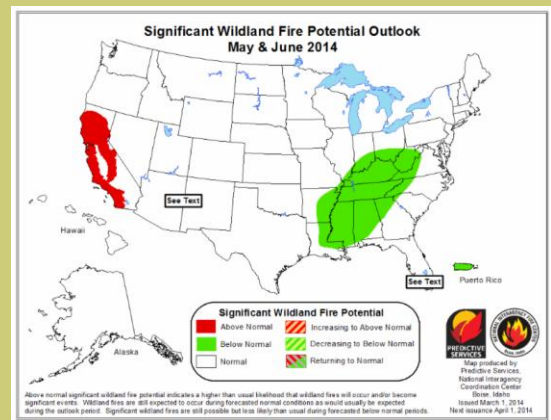 Significant Wildland Fire Potential Outlook
May & June 2014
See Text
Hawaii
See Text
Puerto Rico
Alaska
Significant Wildland Fire Potential
Above Normal
Increasing to Above Normal
Below Normal
Decreasing to Below Normal
Normal
Returning to Normal
PREDICTIVE
SERVICES
Map produced by
Predictive Services,
National Interagency
Coordination Center
Boise, Idaho
Issued March 1, 2014
Next issuance April 1, 2014
Above normal significant wildland fire potential indicates a higher than usual likelihood that wildland fires will occur and/or become
significant events. Wildland fires are still expected to occur during forecasted normal conditions as would usually be expected
during the outlook period. Significant wildland fires are still possible but less likely than usual during forecasted below normal periods.